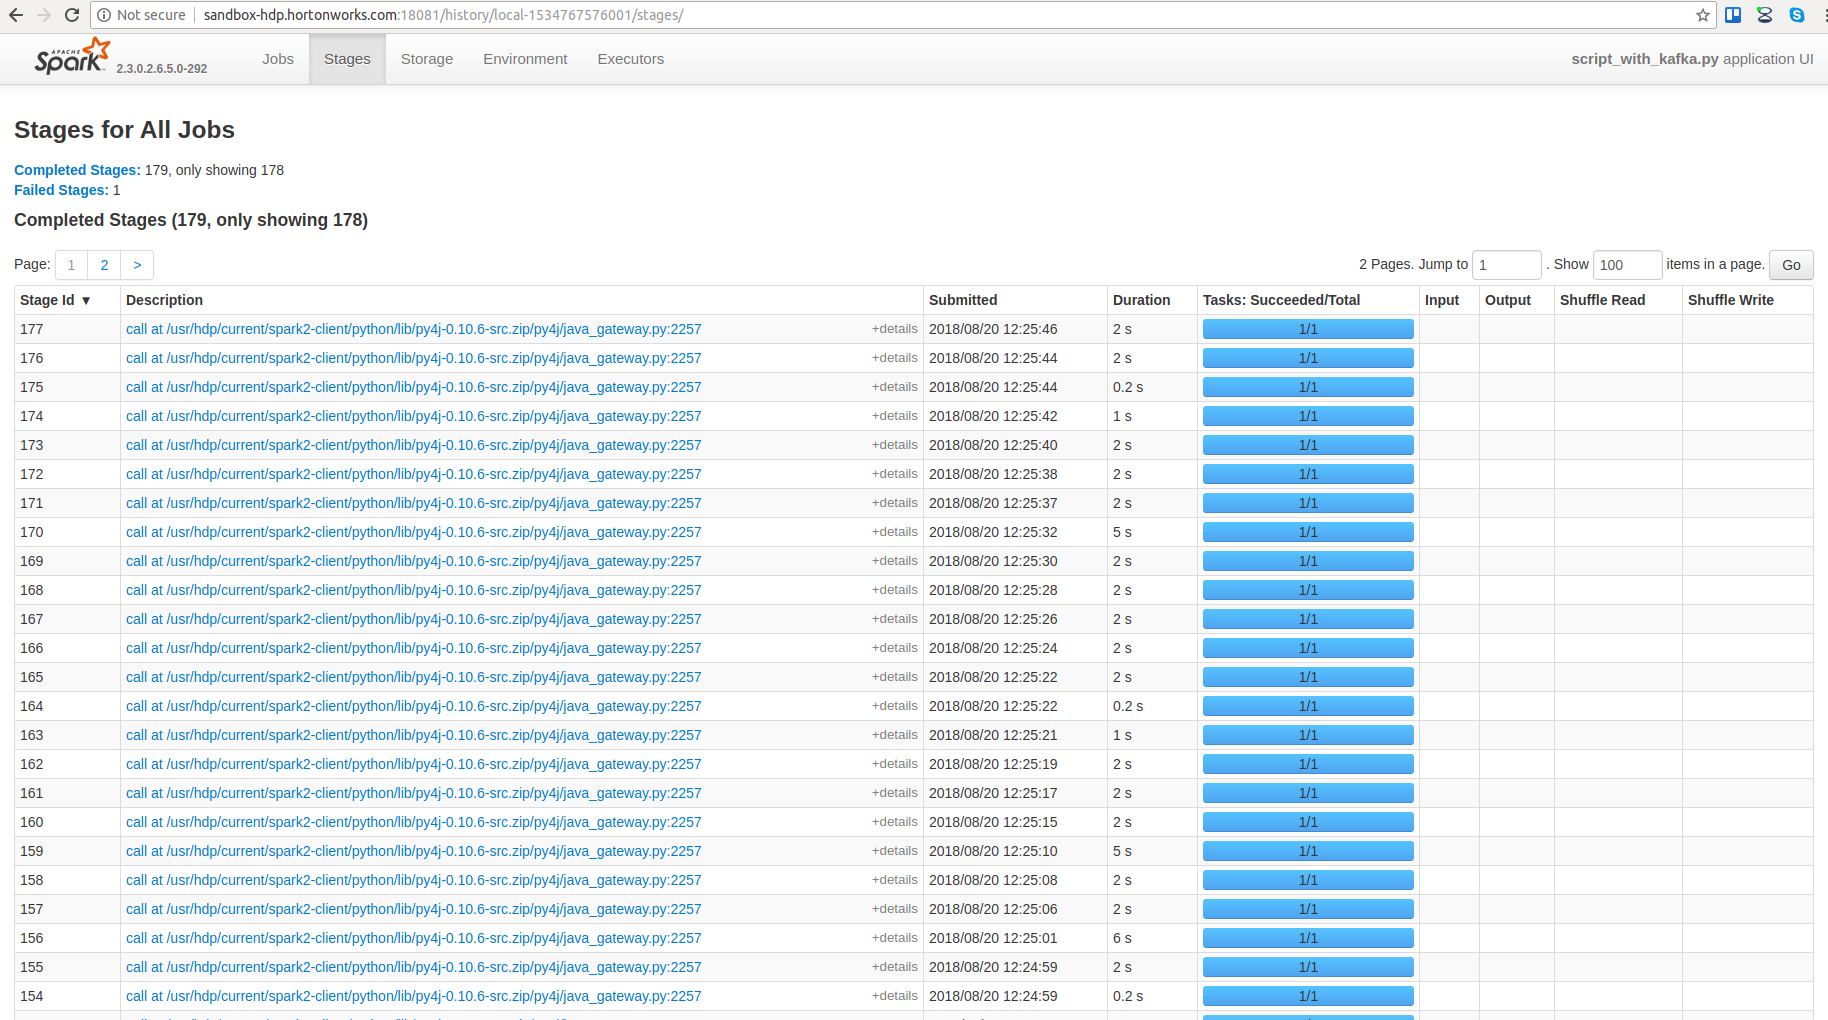 Not secure sandbox-hdp.hortonworks.com:18081/history/local-1534767576001/stages/
APACHE Spark 2.3.0.2.6.5.0-292 Jobs Stages Storage Environment Executors script_with_kafka.py application UI
Stages for All Jobs
Completed Stages: 179, only showing 178
Failed Stages: 1
Completed Stages (179, only showing 178)
Page: 1 2 > 2 Pages. Jump to 1 . Show 100 items in a page. Go
Stage Id ▼ Description Submitted Duration Tasks: Succeeded/Total Input Output Shuffle Read Shuffle Write
177 call at /usr/hdp/current/spark2-client/python/lib/py4j-0.10.6-src.zip/py4j/java_gateway.py:2257 +details 2018/08/20 12:25:46 2 s 1/1
176 call at /usr/hdp/current/spark2-client/python/lib/py4j-0.10.6-src.zip/py4j/java_gateway.py:2257 +details 2018/08/20 12:25:44 2 s 1/1
175 call at /usr/hdp/current/spark2-client/python/lib/py4j-0.10.6-src.zip/py4j/java_gateway.py:2257 +details 2018/08/20 12:25:44 0.2 s 1/1
174 call at /usr/hdp/current/spark2-client/python/lib/py4j-0.10.6-src.zip/py4j/java_gateway.py:2257 +details 2018/08/20 12:25:42 1 s 1/1
173 call at /usr/hdp/current/spark2-client/python/lib/py4j-0.10.6-src.zip/py4j/java_gateway.py:2257 +details 2018/08/20 12:25:40 2 s 1/1
172 call at /usr/hdp/current/spark2-client/python/lib/py4j-0.10.6-src.zip/py4j/java_gateway.py:2257 +details 2018/08/20 12:25:38 2 s 1/1
171 call at /usr/hdp/current/spark2-client/python/lib/py4j-0.10.6-src.zip/py4j/java_gateway.py:2257 +details 2018/08/20 12:25:37 2 s 1/1
170 call at /usr/hdp/current/spark2-client/python/lib/py4j-0.10.6-src.zip/py4j/java_gateway.py:2257 +details 2018/08/20 12:25:32 5 s 1/1
169 call at /usr/hdp/current/spark2-client/python/lib/py4j-0.10.6-src.zip/py4j/java_gateway.py:2257 +details 2018/08/20 12:25:30 2 s 1/1
168 call at /usr/hdp/current/spark2-client/python/lib/py4j-0.10.6-src.zip/py4j/java_gateway.py:2257 +details 2018/08/20 12:25:28 2 s 1/1
167 call at /usr/hdp/current/spark2-client/python/lib/py4j-0.10.6-src.zip/py4j/java_gateway.py:2257 +details 2018/08/20 12:25:26 2 s 1/1
166 call at /usr/hdp/current/spark2-client/python/lib/py4j-0.10.6-src.zip/py4j/java_gateway.py:2257 +details 2018/08/20 12:25:24 2 s 1/1
165 call at /usr/hdp/current/spark2-client/python/lib/py4j-0.10.6-src.zip/py4j/java_gateway.py:2257 +details 2018/08/20 12:25:22 2 s 1/1
164 call at /usr/hdp/current/spark2-client/python/lib/py4j-0.10.6-src.zip/py4j/java_gateway.py:2257 +details 2018/08/20 12:25:22 0.2 s 1/1
163 call at /usr/hdp/current/spark2-client/python/lib/py4j-0.10.6-src.zip/py4j/java_gateway.py:2257 +details 2018/08/20 12:25:21 1 s 1/1
162 call at /usr/hdp/current/spark2-client/python/lib/py4j-0.10.6-src.zip/py4j/java_gateway.py:2257 +details 2018/08/20 12:25:19 2 s 1/1
161 call at /usr/hdp/current/spark2-client/python/lib/py4j-0.10.6-src.zip/py4j/java_gateway.py:2257 +details 2018/08/20 12:25:17 2 s 1/1
160 call at /usr/hdp/current/spark2-client/python/lib/py4j-0.10.6-src.zip/py4j/java_gateway.py:2257 +details 2018/08/20 12:25:15 2 s 1/1
159 call at /usr/hdp/current/spark2-client/python/lib/py4j-0.10.6-src.zip/py4j/java_gateway.py:2257 +details 2018/08/20 12:25:10 5 s 1/1
158 call at /usr/hdp/current/spark2-client/python/lib/py4j-0.10.6-src.zip/py4j/java_gateway.py:2257 +details 2018/08/20 12:25:08 2 s 1/1
157 call at /usr/hdp/current/spark2-client/python/lib/py4j-0.10.6-src.zip/py4j/java_gateway.py:2257 +details 2018/08/20 12:25:06 2 s 1/1
156 call at /usr/hdp/current/spark2-client/python/lib/py4j-0.10.6-src.zip/py4j/java_gateway.py:2257 +details 2018/08/20 12:25:01 6 s 1/1
155 call at /usr/hdp/current/spark2-client/python/lib/py4j-0.10.6-src.zip/py4j/java_gateway.py:2257 +details 2018/08/20 12:24:59 2 s 1/1
154 call at /usr/hdp/current/spark2-client/python/lib/py4j-0.10.6-src.zip/py4j/java_gateway.py:2257 +details 2018/08/20 12:24:59 0.2 s 1/1